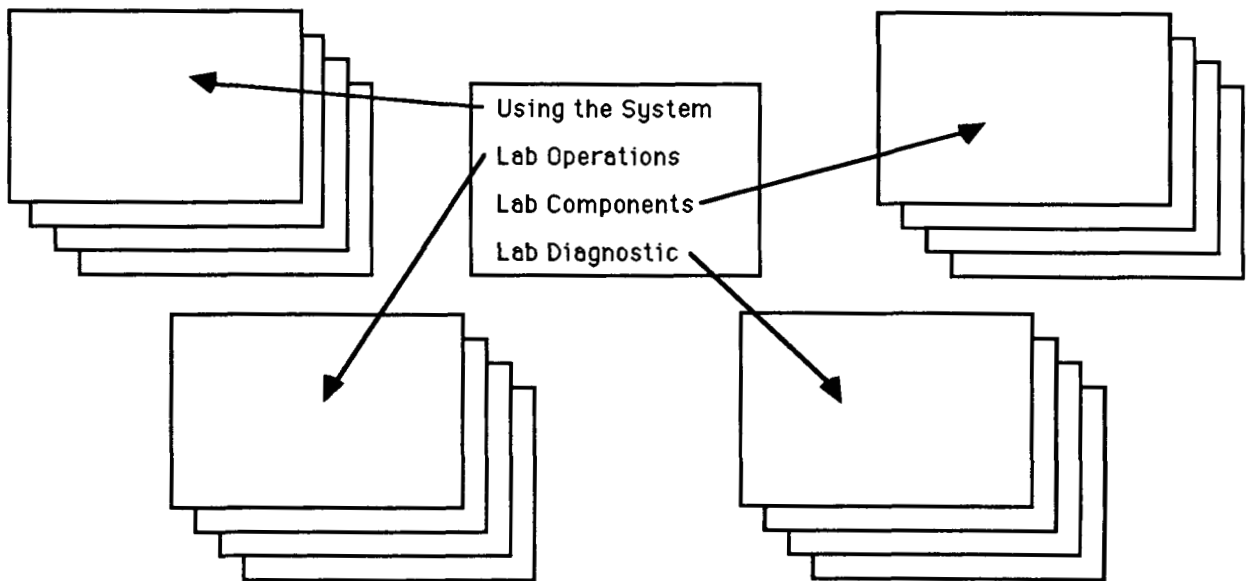 Using the System
Lab Operations
Lab Components
Lab Diagnostic